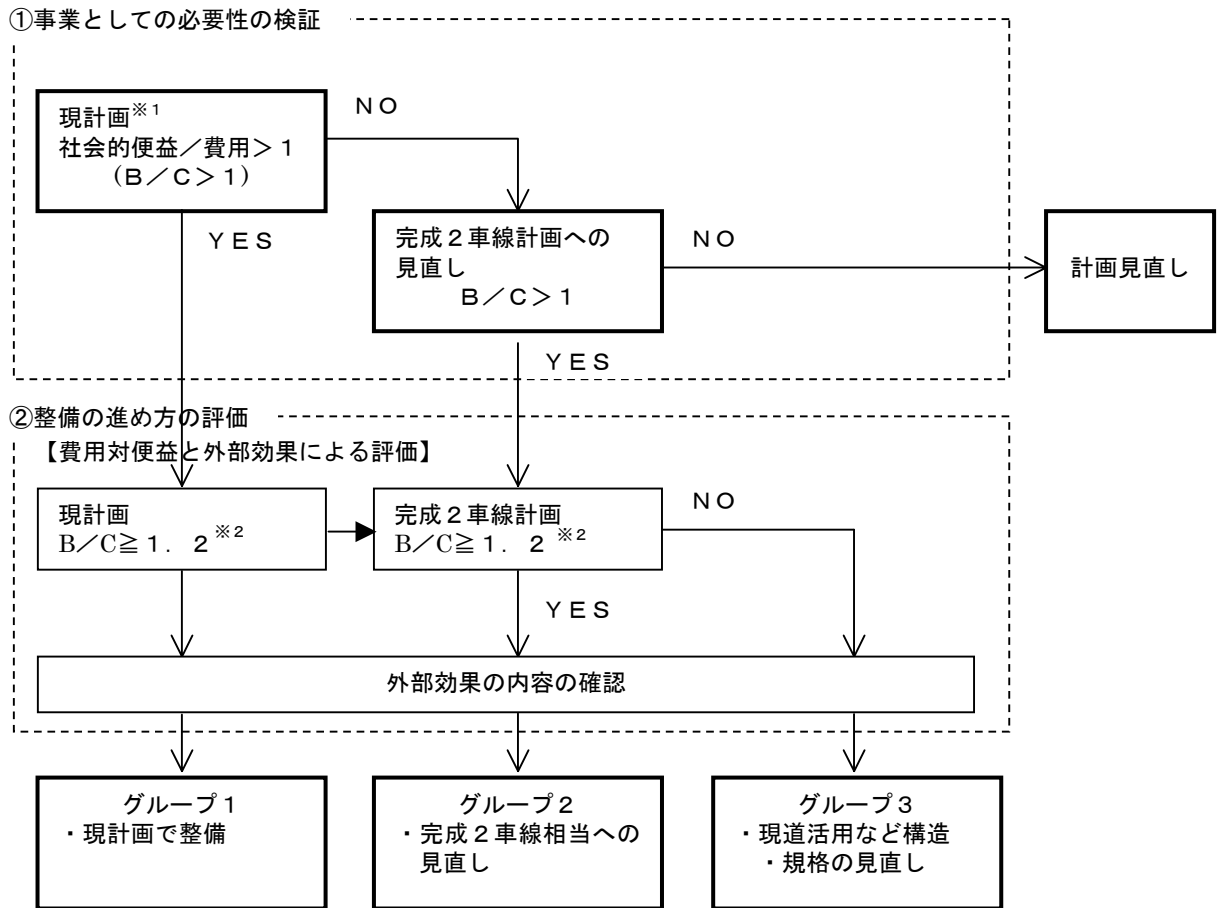 ①事業としての必要性の検証
現計画※1
社会的便益／費用＞１
（Ｂ／Ｃ＞１）
ＮＯ
ＹＥＳ
完成２車線計画への
見直し
Ｂ／Ｃ＞１
ＮＯ
計画見直し
ＹＥＳ
②整備の進め方の評価
【費用対便益と外部効果による評価】
現計画
B／C≧１．２※2
完成２車線計画
B／C≧１．２※2
ＮＯ
ＹＥＳ
外部効果の内容の確認
グループ１
・現計画で整備
グループ２
・完成２車線相当への
見直し
グループ３
・現道活用など構造
・規格の見直し